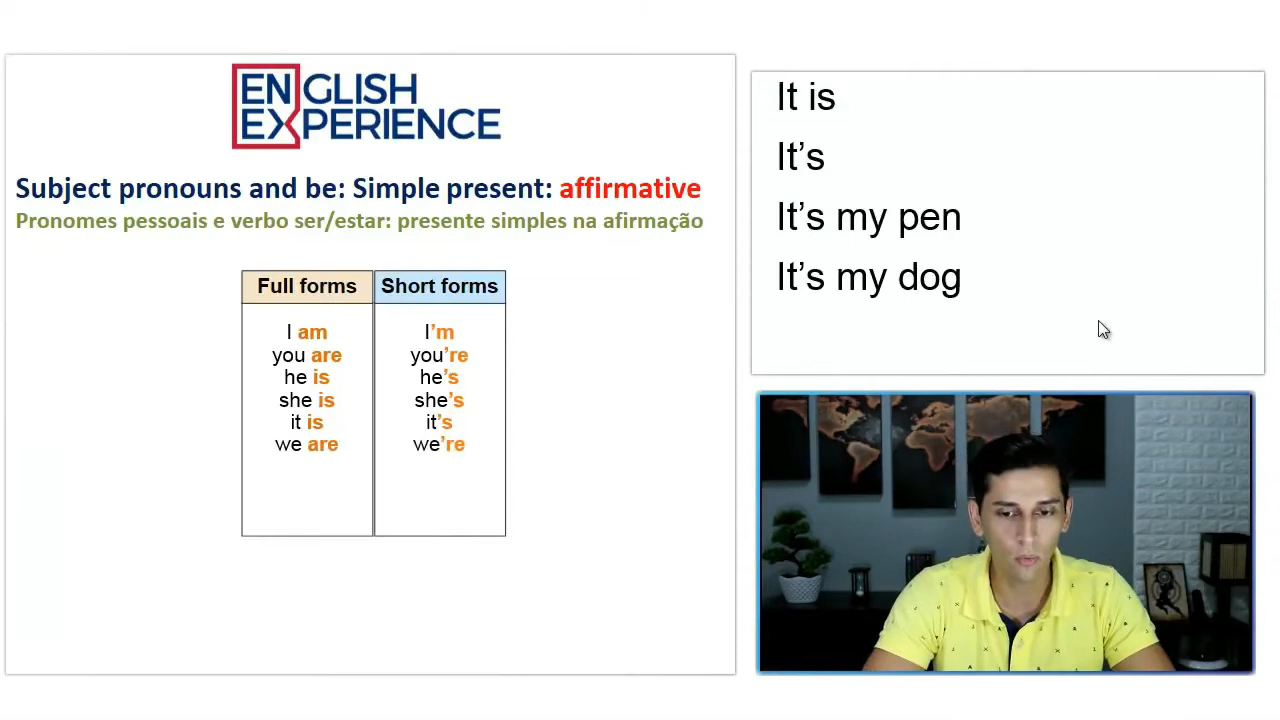 ENGLISH
EXPERIENCE
Subject pronouns and be: Simple present: affirmative
Pronomes pessoais e verbo ser/estar: presente simples na afirmação
Full forms
I am
you are
he is
she is
it is
we are
Short forms
I’m
you’re
he’s
she’s
it’s
we’re
It is
It’s
It’s my pen
It’s my dog